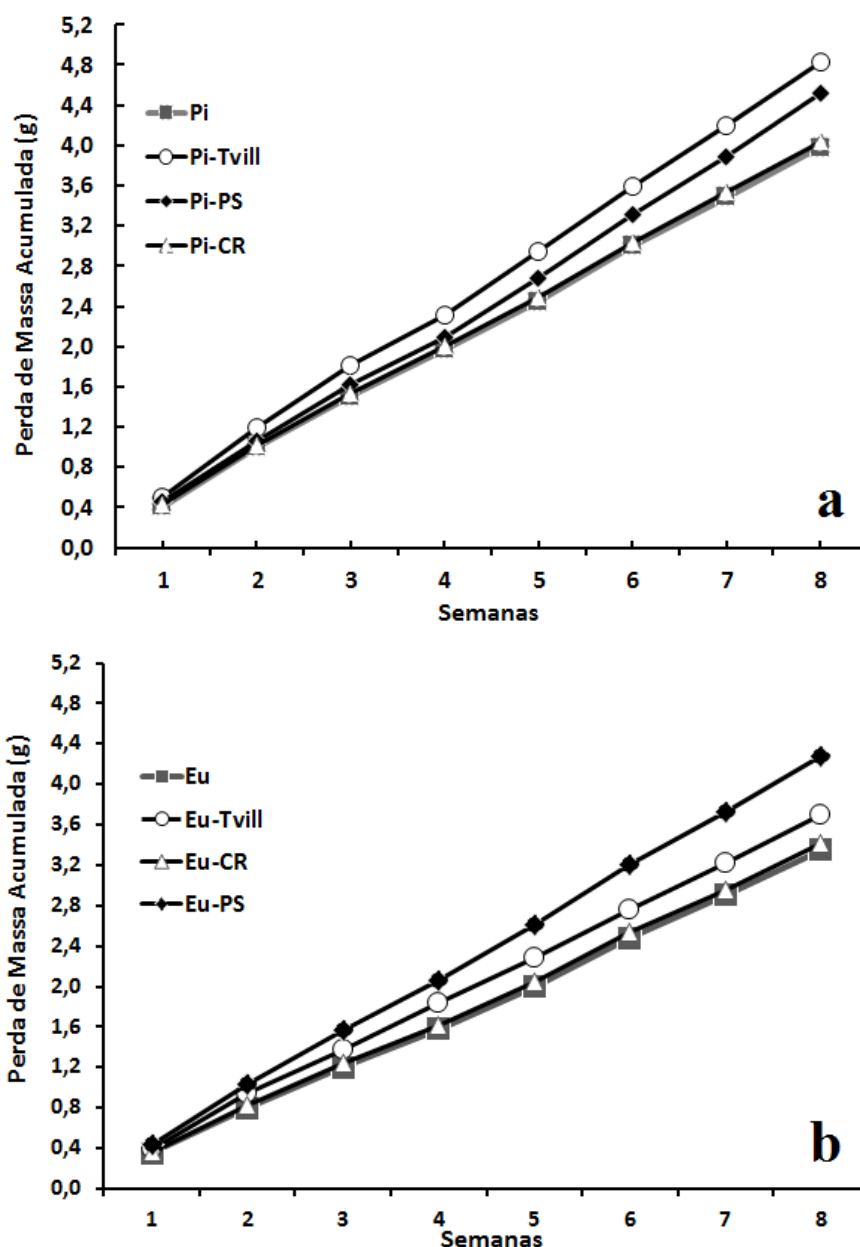 5,2
4,8
4,4
4,0
3,6
3,2
2,8
2,4
2,0
1,6
1,2
0,8
0,4
0,0
Perda de Massa Acumulada (g)
Pi
Pi-Tvill
Pi-PS
Pi-CR
a
1 2 3 4 5 6 7 8
Semanas
5,2
4,8
4,4
4,0
3,6
3,2
2,8
2,4
2,0
1,6
1,2
0,8
0,4
0,0
Perda de Massa Acumulada (g)
Eu
Eu-Tvill
Eu-CR
Eu-PS
b
1 2 3 4 5 6 7 8
Semanas